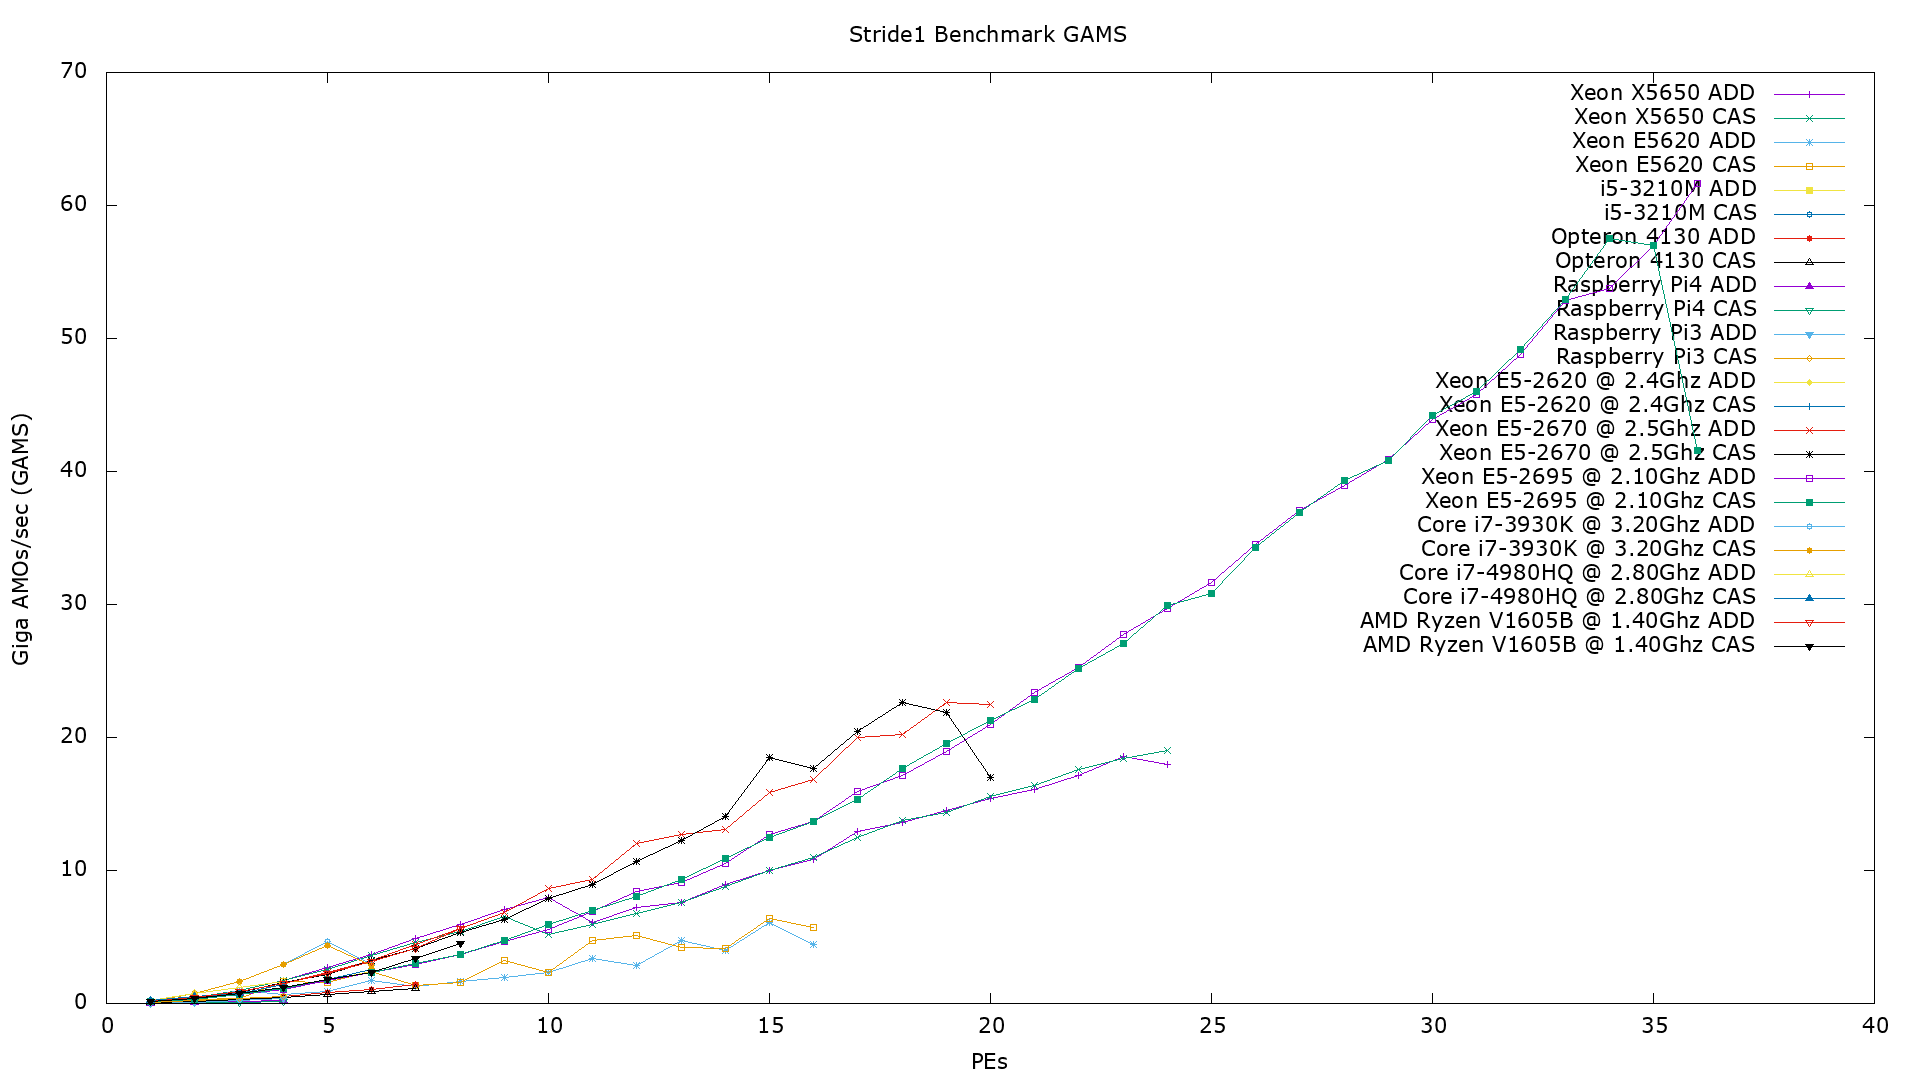 Stride1 Benchmark GAMS
70
60
50
40
30
20
10
0
Giga AMOs/sec (GAMS)
Xeon X5650 ADD
Xeon X5650 CAS
Xeon E5620 ADD
Xeon E5620 CAS
i5-3210M ADD
i5-3210M CAS
Opteron 4130 ADD
Opteron 4130 CAS
Raspberry Pi4 ADD
Raspberry Pi4 CAS
Raspberry Pi3 ADD
Raspberry Pi3 CAS
Xeon E5-2620 @ 2.4Ghz ADD
Xeon E5-2620 @ 2.4Ghz CAS
Xeon E5-2670 @ 2.5Ghz ADD
Xeon E5-2670 @ 2.5Ghz CAS
Xeon E5-2695 @ 2.10Ghz ADD
Xeon E5-2695 @ 2.10Ghz CAS
Core i7-3930K @ 3.20Ghz ADD
Core i7-3930K @ 3.20Ghz CAS
Core i7-4980HQ @ 2.80Ghz ADD
Core i7-4980HQ @ 2.80Ghz CAS
AMD Ryzen V1605B @ 1.40Ghz ADD
AMD Ryzen V1605B @ 1.40Ghz CAS
0 5 10 15 20 25 30 35 40
PEs